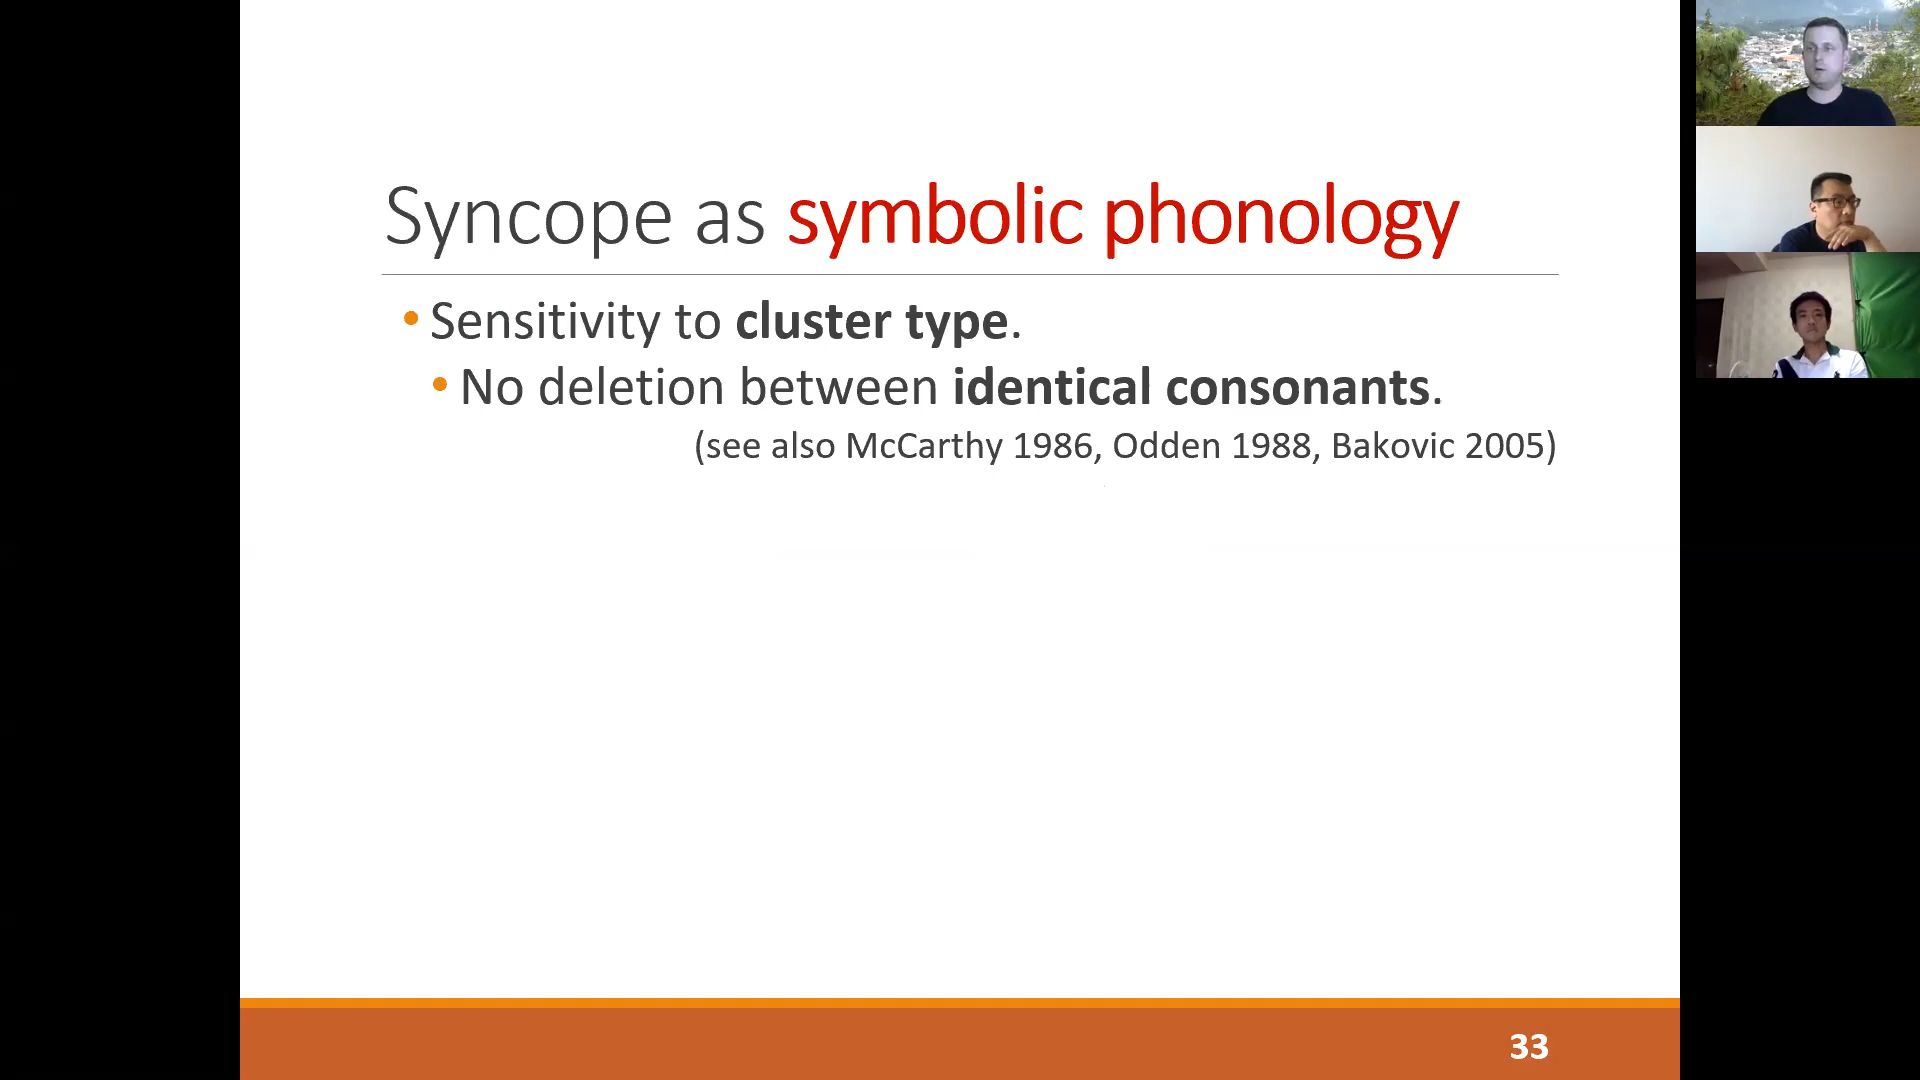 Syncope as symbolic phonology
• Sensitivity to cluster type.
• No deletion between identical consonants.
(see also McCarthy 1986, Odden 1988, Bakovic 2005)
33